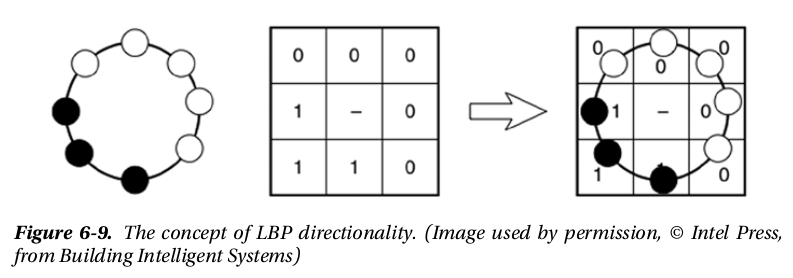 0 0 0
1 – 0
1 1 0
0 0 0
1 – 0
1 0
Figure 6-9. The concept of LBP directionality. (Image used by permission, © Intel Press,
from Building Intelligent Systems)